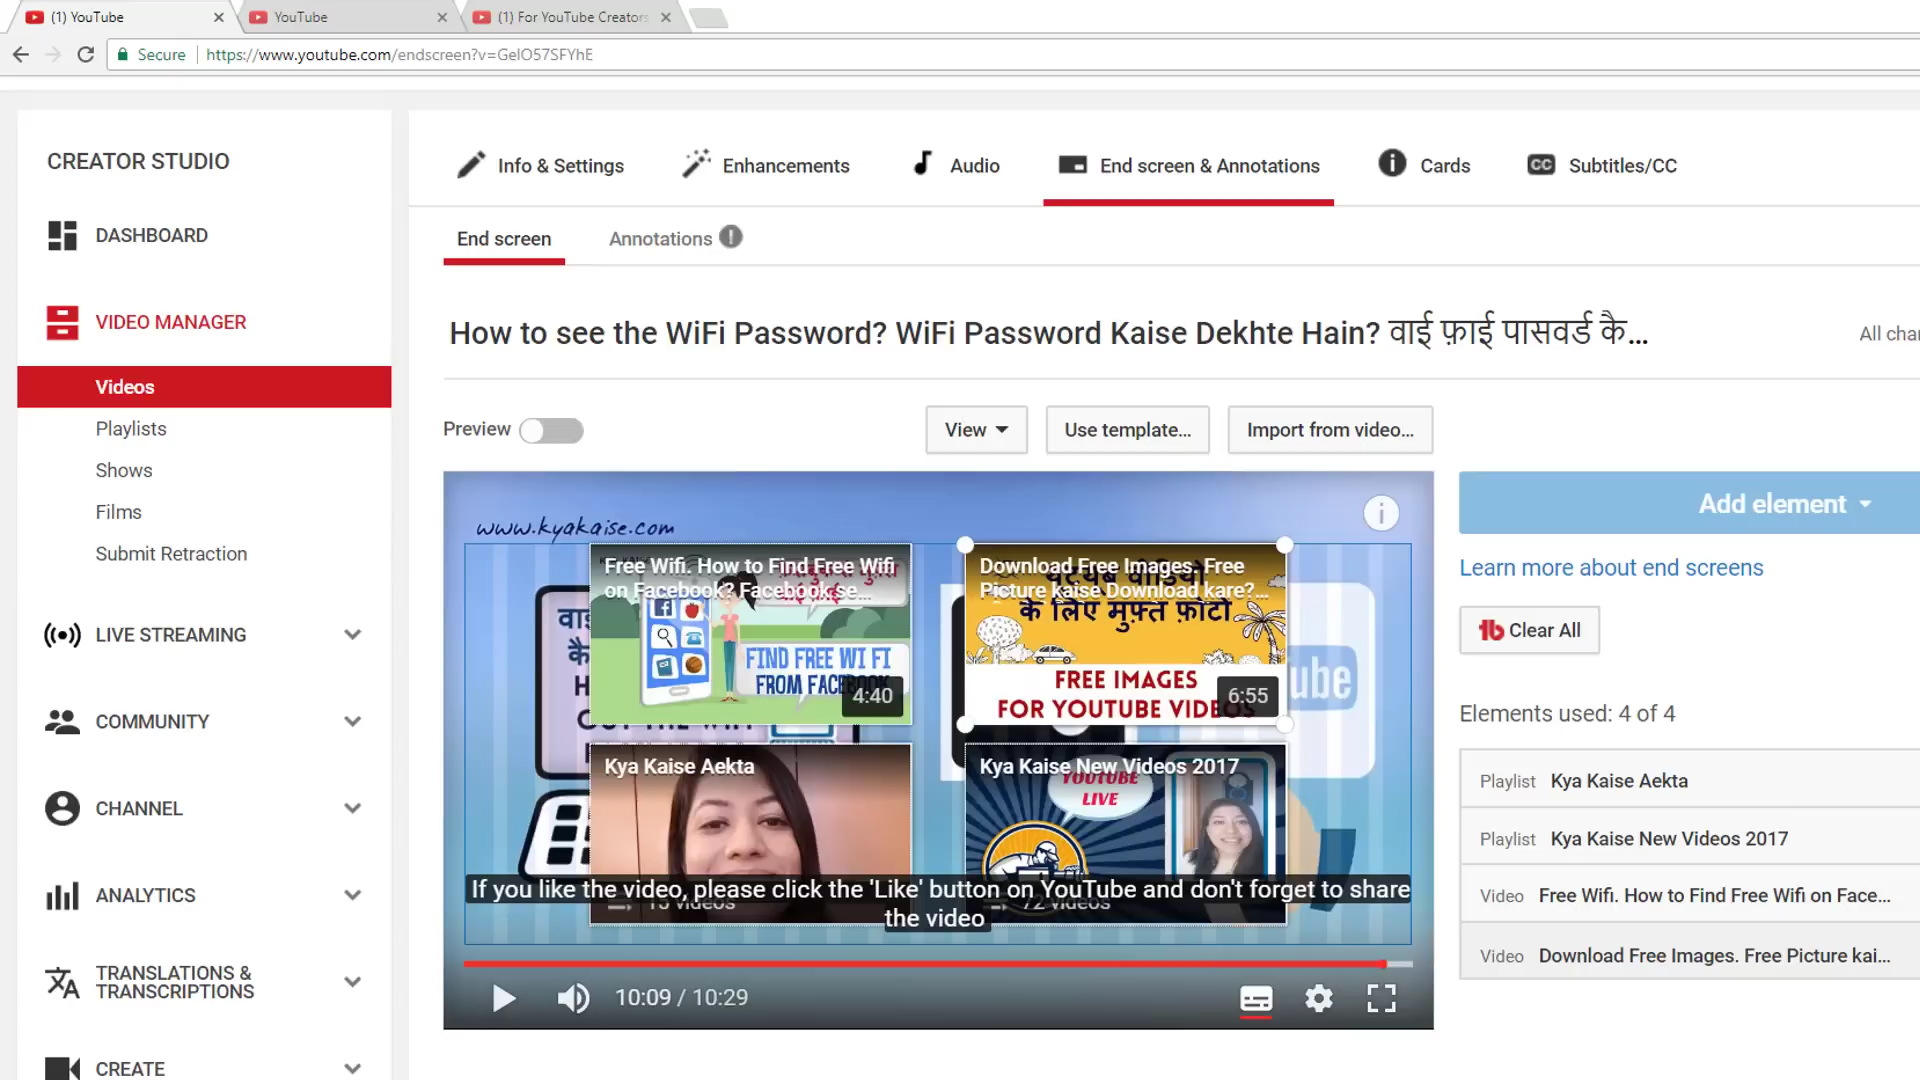 (1) YouTube
YouTube
(1) For YouTube Creators
Secure
https://www.youtube.com/endscreen?v=GelO57SFYhE
CREATOR STUDIO
DASHBOARD
VIDEO MANAGER
Videos
Playlists
Shows
Films
Submit Retraction
LIVE STREAMING
COMMUNITY
CHANNEL
ANALYTICS
TRANSLATIONS &
TRANSCRIPTIONS
CREATE
Info & Settings
Enhancements
Audio
End screen & Annotations
Cards
CC
Subtitles/CC
End screen
Annotations
How to see the WiFi Password? WiFi Password Kaise Dekhte Hain? वाई फ़ाई पासवर्ड कै...
All
Preview
View
Use template...
Import from video...
www.kyakaise.com
Free Wifi. How to Find Free Wifi
on Facebook? Facebook se...
FIND FREE WI FI
FROM FACEBOOK
4:40
Download Free Images. Free
Picture kaise Download kare?...
यूट्यूब वीडियो
के लिए मुफ़्त फ़ोटो
FREE IMAGES
FOR YOUTUBE VIDEOS
6:55
Kya Kaise Aekta
15 videos
Kya Kaise New Videos 2017
YOUTUBE
LIVE
72 videos
If you like the video, please click the 'Like' button on YouTube and don't forget to share
the video
10:09 / 10:29
Add element
Learn more about end screens
Clear All
Elements used: 4 of 4
Playlist Kya Kaise Aekta
Playlist Kya Kaise New Videos 2017
Video Free Wifi. How to Find Free Wifi on Face...
Video Download Free Images. Free Picture kai...